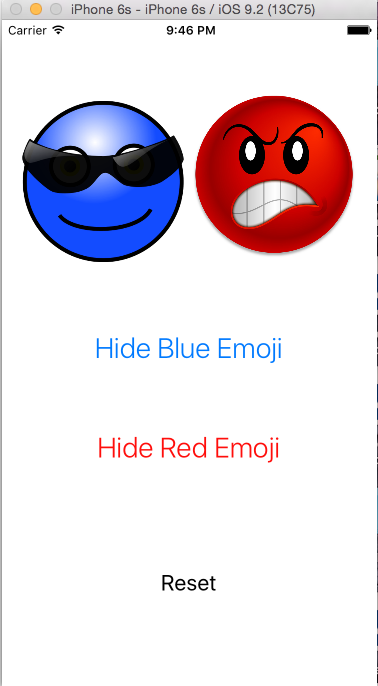 iPhone 6s - iPhone 6s / iOS 9.2 (13C75)
Carrier 9:46 PM
Hide Blue Emoji
Hide Red Emoji
Reset